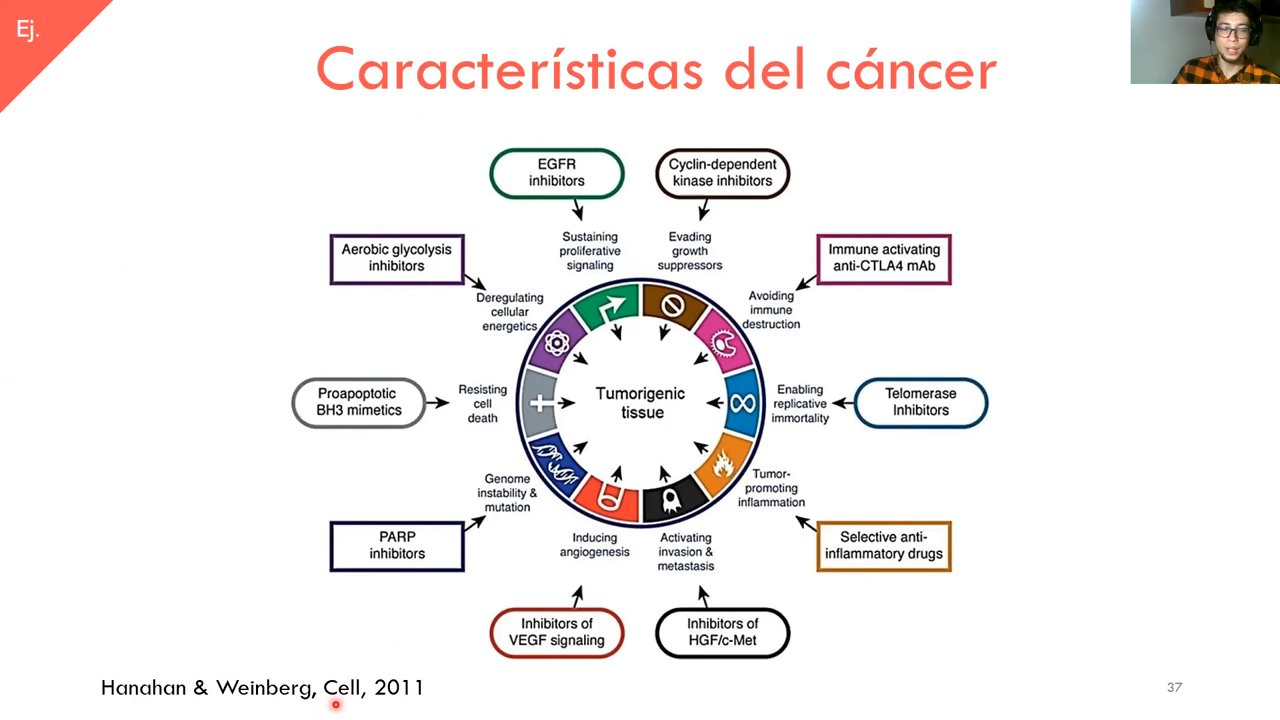 Ej.
Características del cáncer
EGFR
inhibitors
Cyclin-dependent
kinase inhibitors
Sustaining
proliferative
signaling
Evading
growth
suppressors
Aerobic glycolysis
inhibitors
Immune activating
anti-CTLA4 mAb
Deregulating
cellular
energetics
Avoiding
immune
destruction
Proapoptotic
BH3 mimetics
Resisting
cell
death
Tumorigenic
tissue
Enabling
replicative
immortality
Telomerase
Inhibitors
Genome
instability &
mutation
Tumor-
promoting
inflammation
PARP
inhibitors
Inducing
angiogenesis
Activating
invasion &
metastasis
Selective anti-
inflammatory drugs
Inhibitors of
VEGF signaling
Inhibitors of
HGF/c-Met
Hanahan & Weinberg, Cell, 2011
37